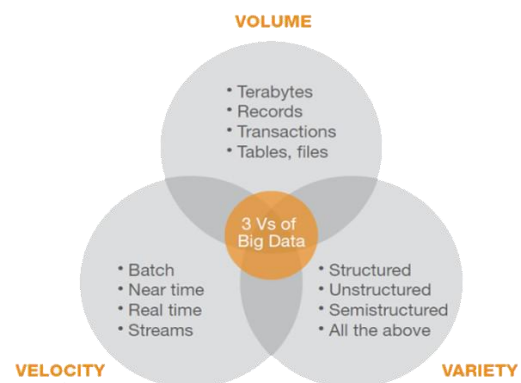 VOLUME
• Terabytes
• Records
• Transactions
• Tables, files
3 Vs of
Big Data
• Batch
• Near time
• Real time
• Streams
• Structured
• Unstructured
• Semistructured
• All the above
VELOCITY
VARIETY